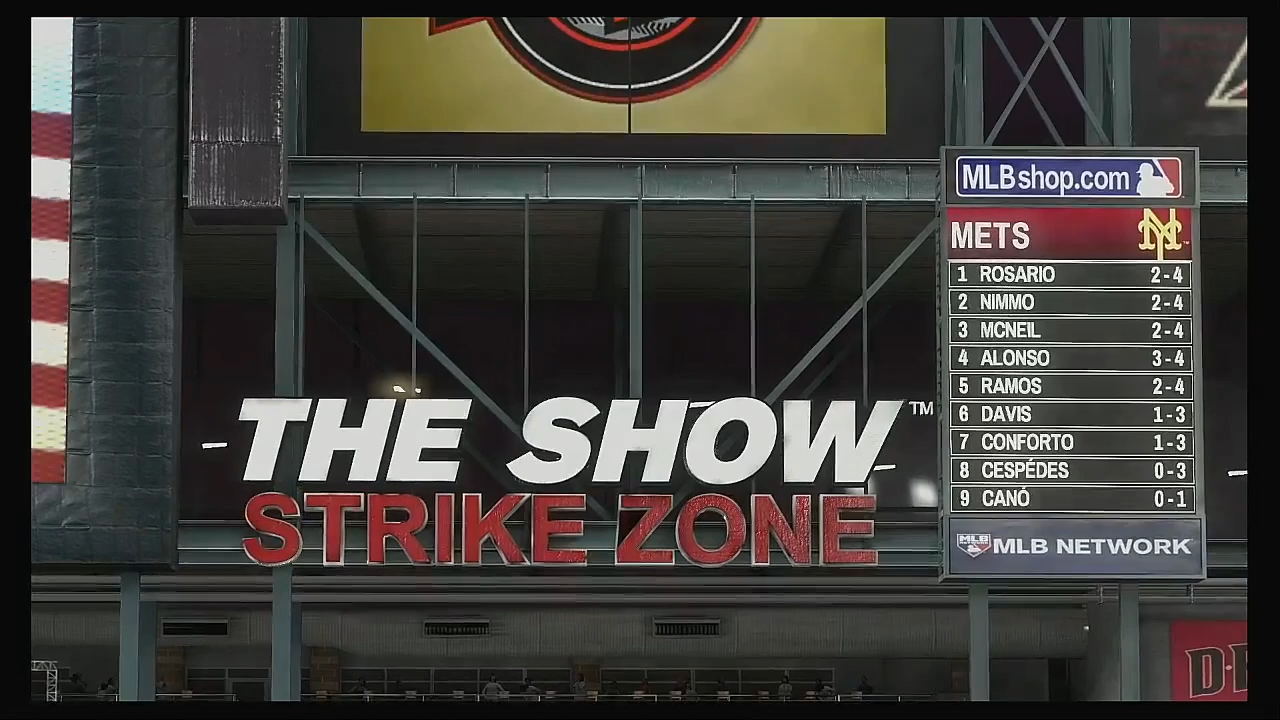 MLBshop.com
METS NY
1 ROSARIO 2-4
2 NIMMO 2-4
3 MCNEIL 2-4
4 ALONSO 3-4
5 RAMOS 2-4
6 DAVIS 1-3
7 CONFORTO 1-3
8 CESPÉDES 0-3
9 CANÓ 0-1
MLB MLB NETWORK
THE SHOW™
STRIKE ZONE